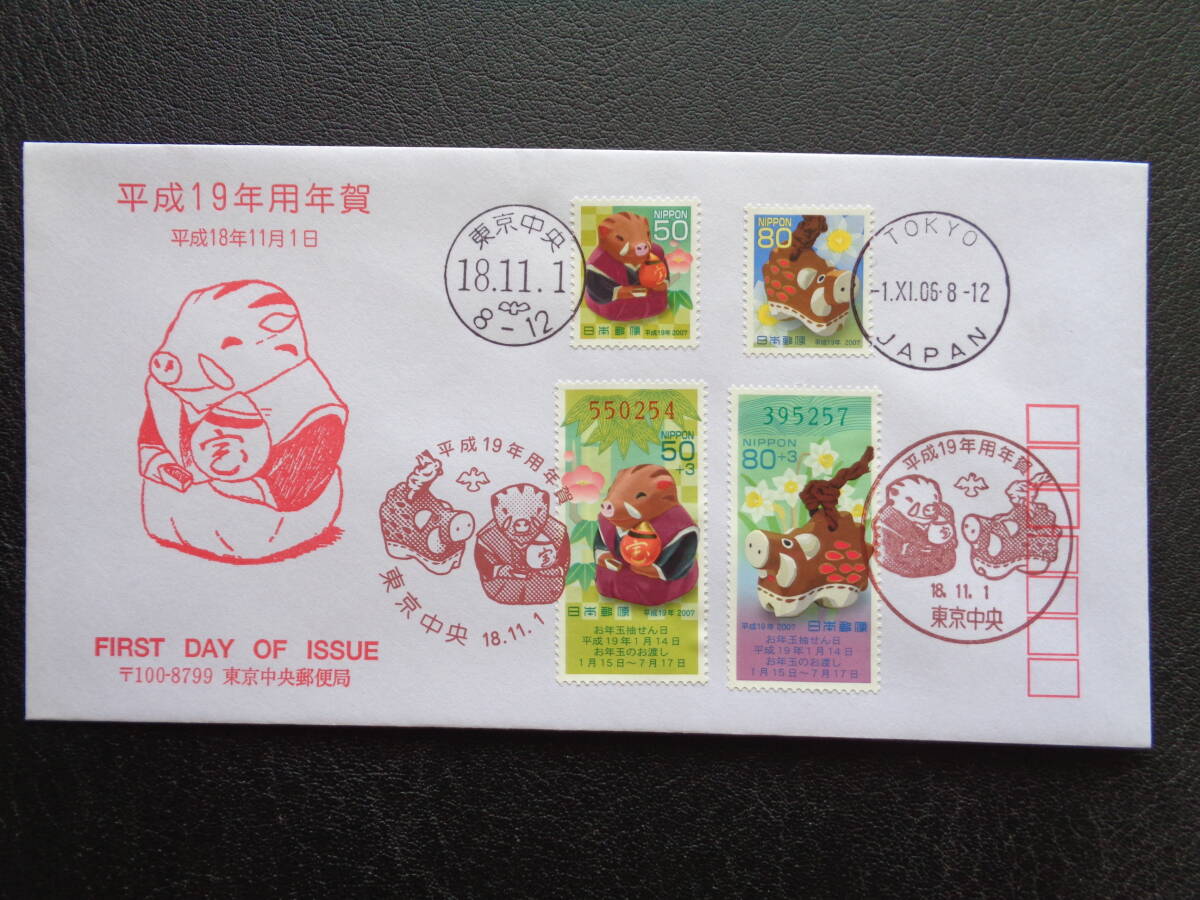 平成19年用年賀
平成18年11月1日
宝
FIRST DAY OF ISSUE
〒100-8799 東京中央郵便局
東京中央
18.11.1
8-12
NIPPON
50
日本郵便 平成19年 2007
NIPPON
80
日本郵便 平成19年 2007
TOKYO
-1.XI.06·8-12
JAPAN
平成19年用年賀
宝
東京中央 18.11.1
550254
NIPPON
50
+3
宝
日本郵便 平成19年 2007
お年玉抽せん日
平成19年1月14日
お年玉のお渡し
1月15日~7月17日
395257
NIPPON
80+3
平成19年 2007 日本郵便
お年玉抽せん日
平成19年1月14日
お年玉のお渡し
1月15日~7月17日
平成19年用年賀
宝
18.11.1
東京中央